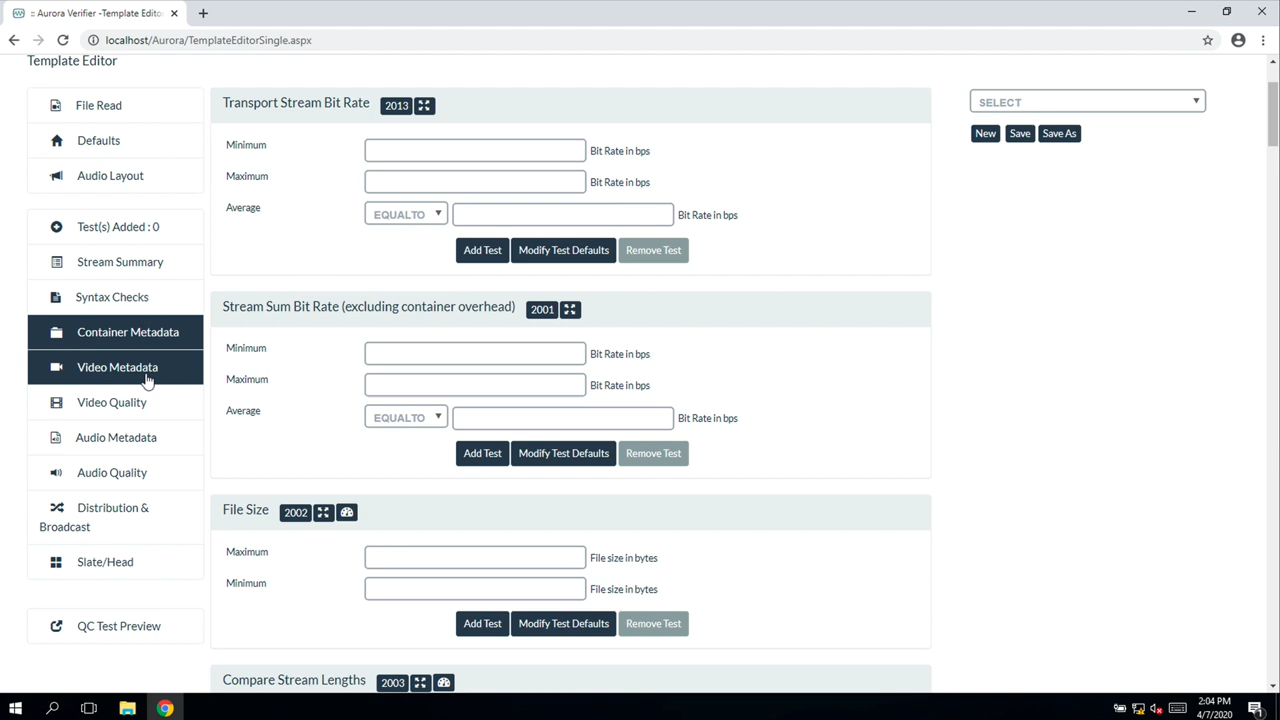 :: Aurora Verifier -Template Editor
localhost/Aurora/TemplateEditorSingle.aspx
Template Editor
File Read
Defaults
Audio Layout
Test(s) Added : 0
Stream Summary
Syntax Checks
Container Metadata
Video Metadata
Video Quality
Audio Metadata
Audio Quality
Distribution &
Broadcast
Slate/Head
QC Test Preview
Transport Stream Bit Rate 2013
Minimum Bit Rate in bps
Maximum Bit Rate in bps
Average EQUALTO Bit Rate in bps
Add Test Modify Test Defaults Remove Test
Stream Sum Bit Rate (excluding container overhead) 2001
Minimum Bit Rate in bps
Maximum Bit Rate in bps
Average EQUALTO Bit Rate in bps
Add Test Modify Test Defaults Remove Test
File Size 2002
Maximum File size in bytes
Minimum File size in bytes
Add Test Modify Test Defaults Remove Test
Compare Stream Lengths 2003
SELECT
New Save Save As
2:04 PM
4/7/2020
1